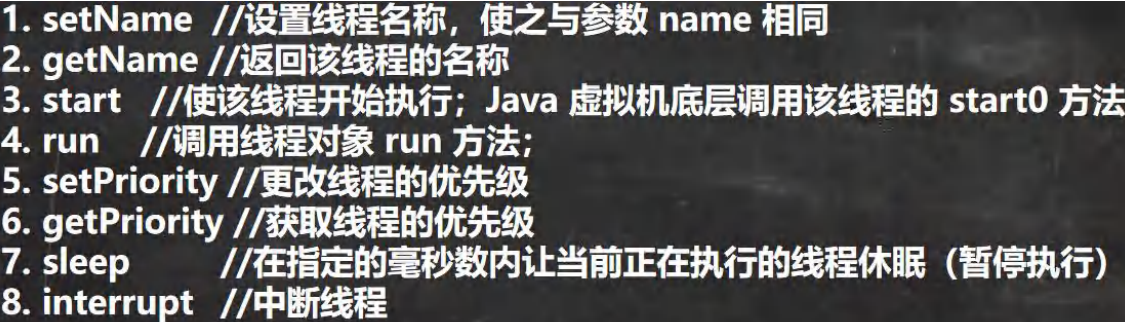 1. setName //设置线程名称，使之与参数 name 相同
2. getName //返回该线程的名称
3. start //使该线程开始执行；Java 虚拟机底层调用该线程的 start0 方法
4. run //调用线程对象 run 方法；
5. setPriority //更改线程的优先级
6. getPriority //获取线程的优先级
7. sleep //在指定的毫秒数内让当前正在执行的线程休眠（暂停执行）
8. interrupt //中断线程